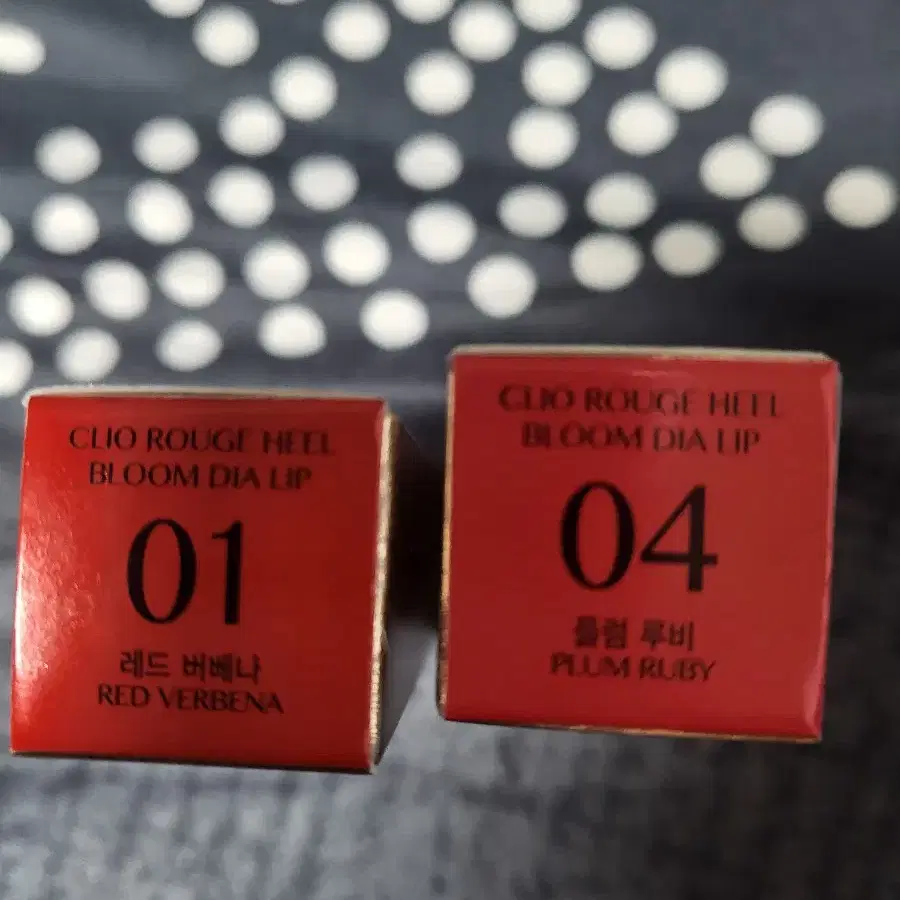 CLIO ROUGE HEEL
BLOOM DIA LIP
01
레드 버베나
RED VERBENA
CLIO ROUGE HEEL
BLOOM DIA LIP
04
플럼 루비
PLUM RUBY